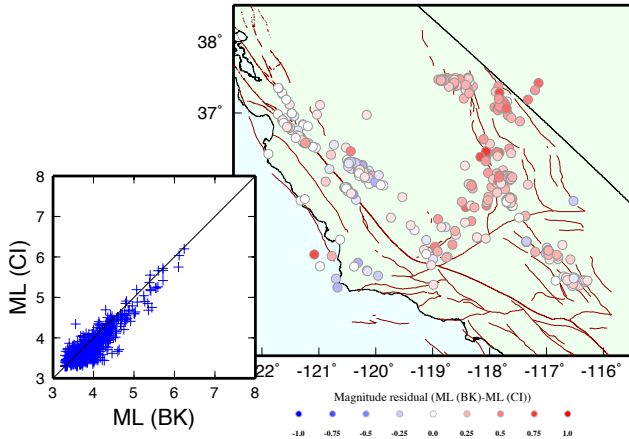 38°
37°
8
7
6
5
4
3
ML (CI)
3 4 5 6 7 8
ML (BK)
22° -121° -120° -119° -118° -117° -116°
Magnitude residual (ML (BK)-ML (CI))
-1.0 -0.75 -0.5 -0.25 0.0 0.25 0.5 0.75 1.0